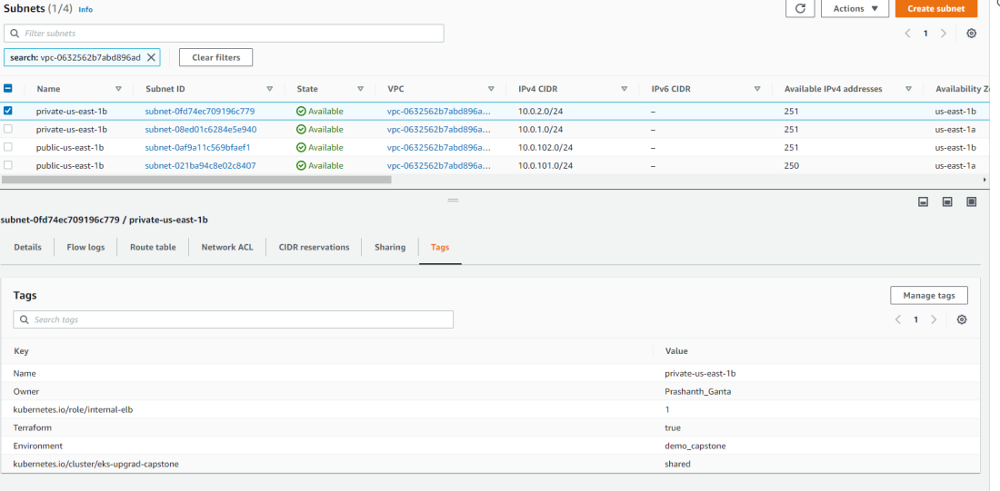 Subnets (1/4) Info
Actions ▼ Create subnet
Filter subnets
1
search: vpc-0632562b7abd896ad Clear filters
Name Subnet ID State VPC IPv4 CIDR IPv6 CIDR Available IPv4 addresses Availability Z
private-us-east-1b subnet-0fd74ec709196c779 Available vpc-0632562b7abd896a... 10.0.2.0/24 – 251 us-east-1b
private-us-east-1b subnet-08ed01c6284e5e940 Available vpc-0632562b7abd896a... 10.0.1.0/24 – 251 us-east-1a
public-us-east-1b subnet-0af9a11c569bfaef1 Available vpc-0632562b7abd896a... 10.0.102.0/24 – 251 us-east-1b
public-us-east-1b subnet-021ba94c8e02c8407 Available vpc-0632562b7abd896a... 10.0.101.0/24 – 250 us-east-1a
subnet-0fd74ec709196c779 / private-us-east-1b
Details Flow logs Route table Network ACL CIDR reservations Sharing Tags
Tags Manage tags
Search tags
1
Key Value
Name private-us-east-1b
Owner Prashanth_Ganta
kubernetes.io/role/internal-elb 1
Terraform true
Environment demo_capstone
kubernetes.io/cluster/eks-upgrad-capstone shared